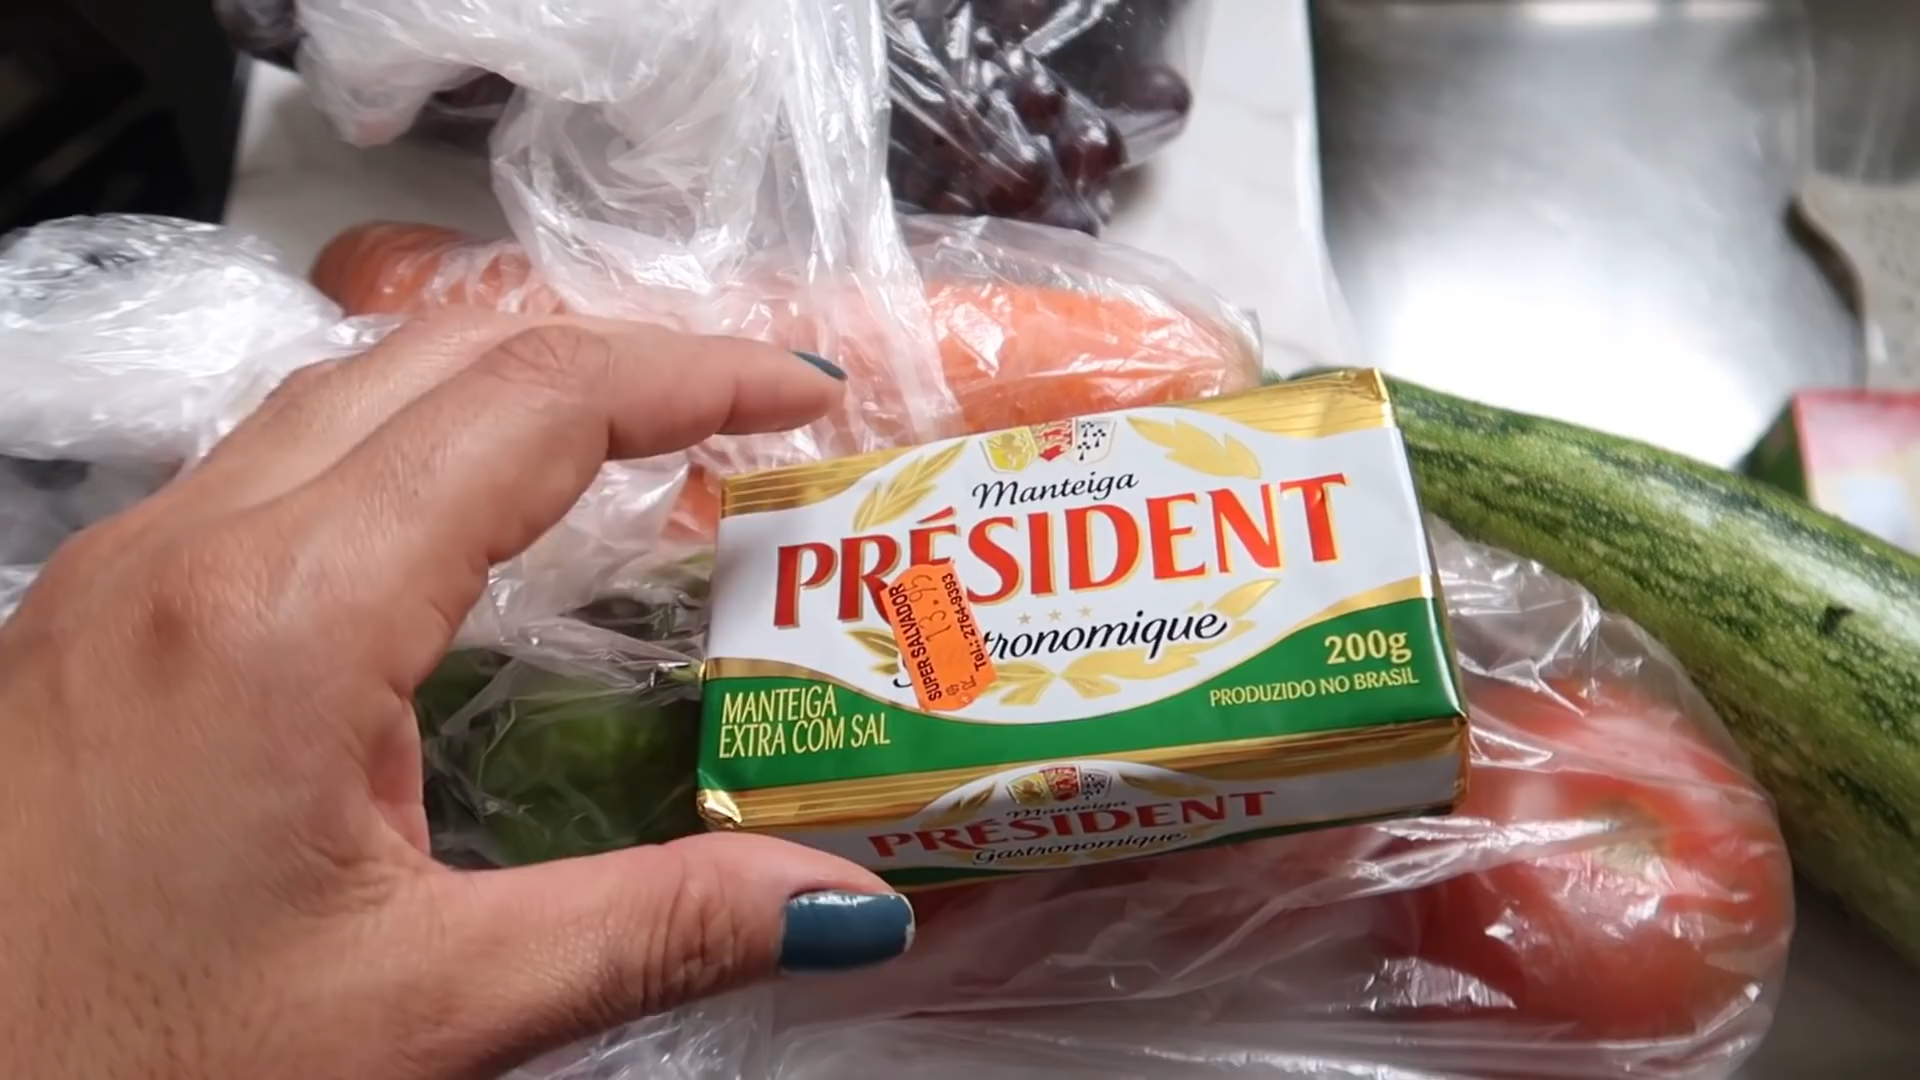 Manteiga
PRÉSIDENT
tronomique
SUPER SALVADOR
13.95
R$
Tel.: 2764-9393
200g
PRODUZIDO NO BRASIL
MANTEIGA
EXTRA COM SAL
Manteiga
PRÉSIDENT
Gastronomique